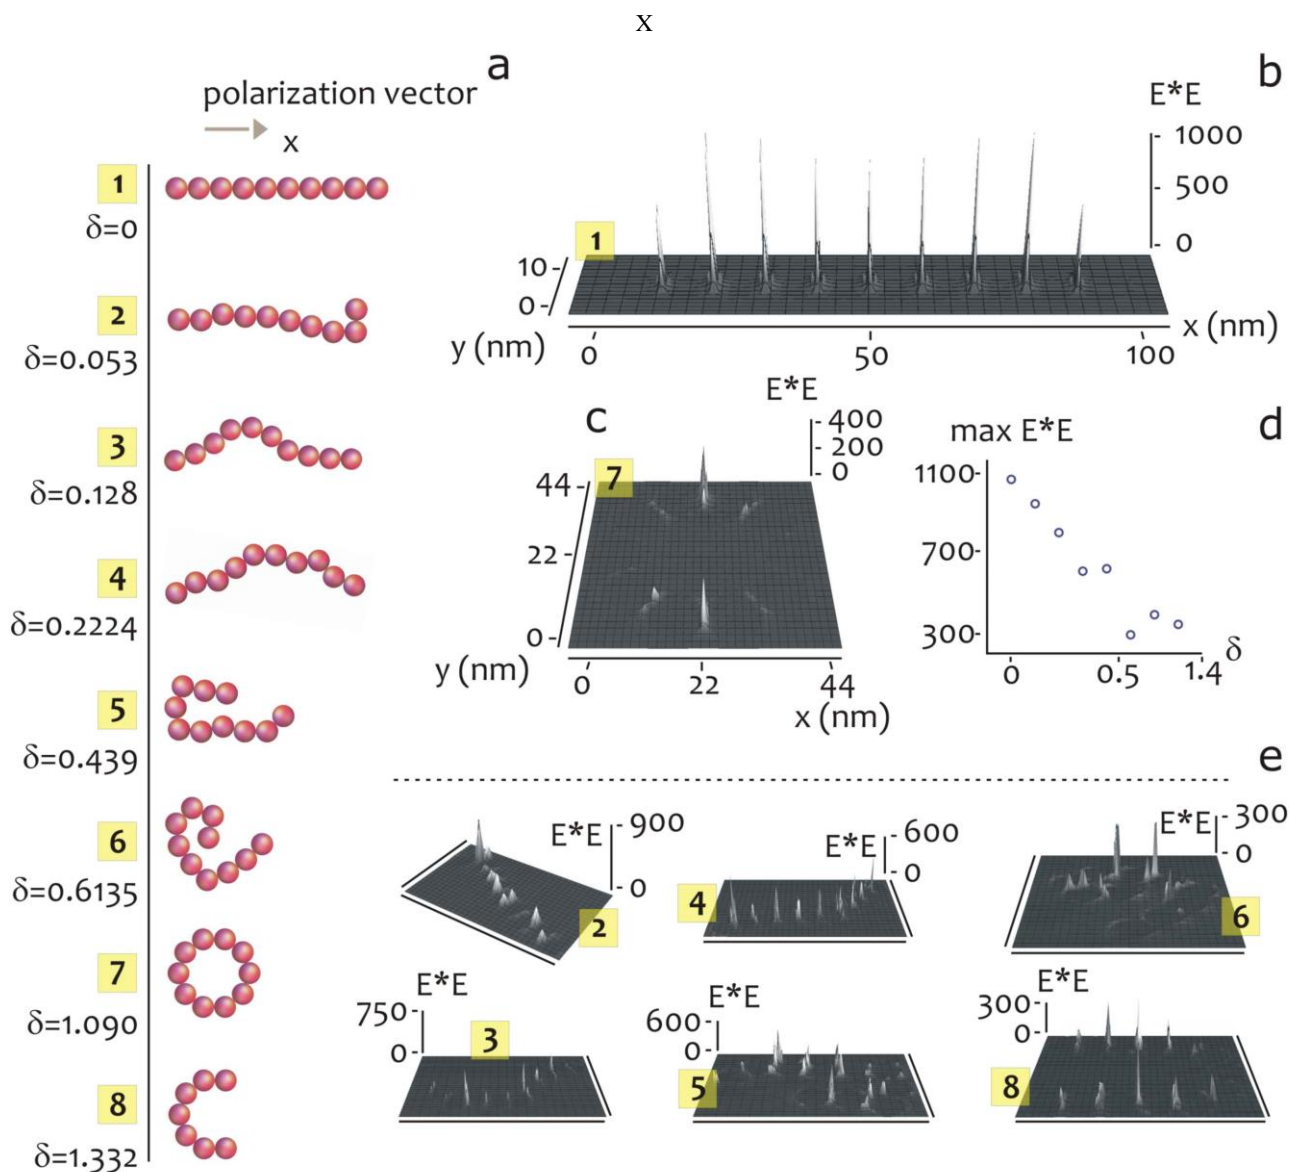 X
a
polarization vector
x
1
δ=0
2
δ=0.053
3
δ=0.128
4
δ=0.2224
5
δ=0.439
6
δ=0.6135
7
δ=1.090
8
δ=1.332
b
E*E
1000
500
0
1
10
0
y (nm)
0
50
100
x (nm)
c
E*E
400
200
0
7
44
22
0
y (nm)
0
22
44
x (nm)
d
max E*E
1100
700
300
0
0.5
1.4
δ
e
E*E
900
0
2
E*E
600
0
4
E*E
300
0
6
E*E
750
0
3
E*E
600
0
5
E*E
300
0
8